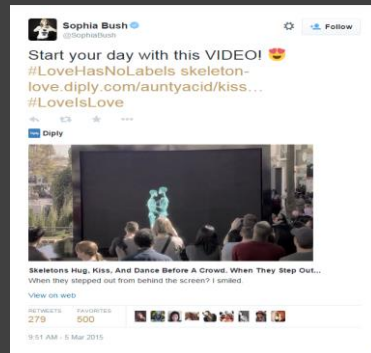 Sophia Bush
@SophiaBush
Follow
Start your day with this VIDEO! 😍
#LoveHasNoLabels skeleton-
love.diply.com/auntyacid/kiss...
#LoveIsLove
Diply
Skeletons Hug, Kiss, And Dance Before A Crowd. When They Step Out...
When they stepped out from behind the screen? I smiled.
View on web
RETWEETS FAVORITES
279 500
9:51 AM - 5 Mar 2015